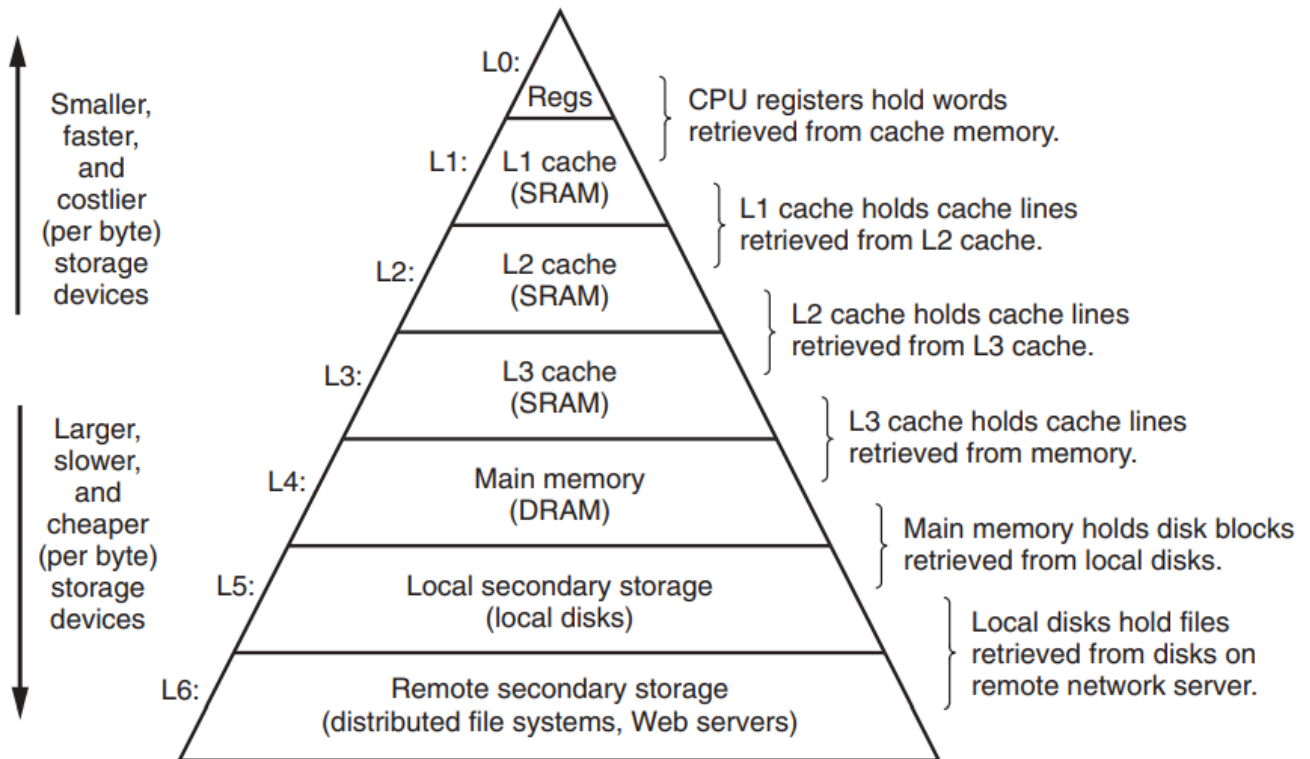 L0:
Regs
CPU registers hold words
retrieved from cache memory.
Smaller,
faster,
and
costlier
(per byte)
storage
devices
L1:
L1 cache
(SRAM)
L1 cache holds cache lines
retrieved from L2 cache.
L2:
L2 cache
(SRAM)
L2 cache holds cache lines
retrieved from L3 cache.
L3:
L3 cache
(SRAM)
L3 cache holds cache lines
retrieved from memory.
Larger,
slower,
and
cheaper
(per byte)
storage
devices
L4:
Main memory
(DRAM)
Main memory holds disk blocks
retrieved from local disks.
L5:
Local secondary storage
(local disks)
Local disks hold files
retrieved from disks on
remote network server.
L6:
Remote secondary storage
(distributed file systems, Web servers)